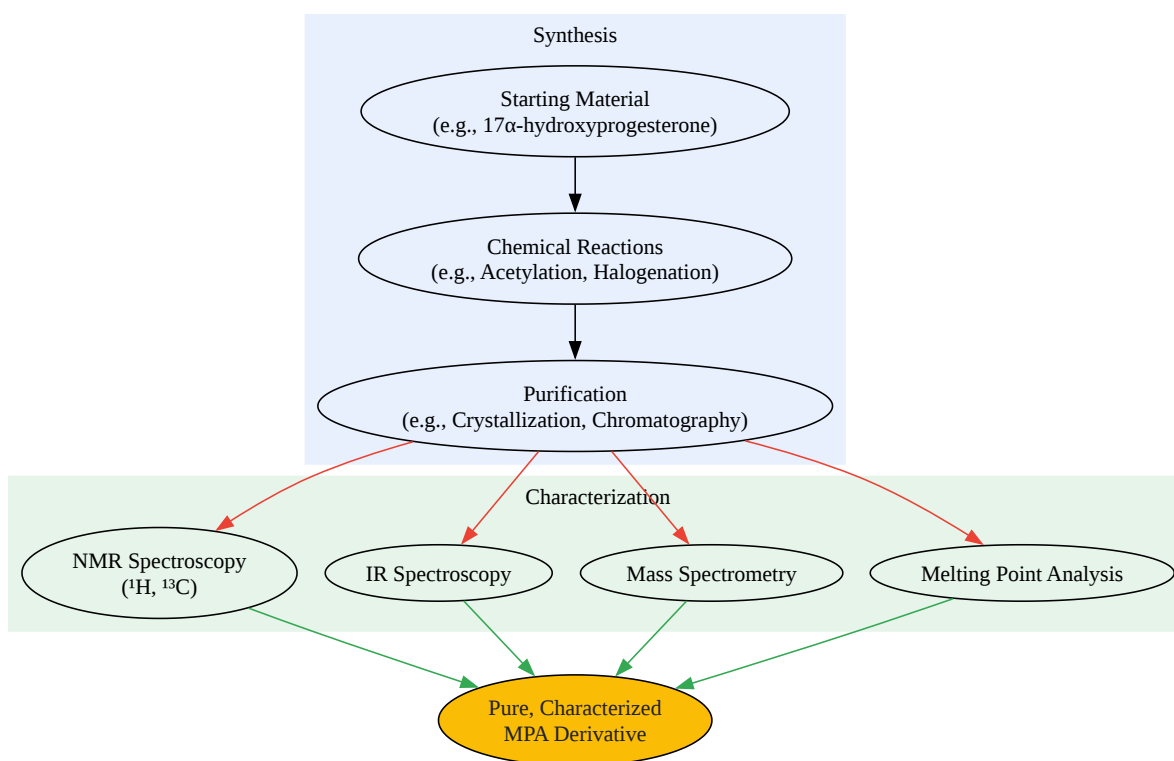 Synthesis
Starting Material
(e.g., 17α-hydroxyprogesterone)
Chemical Reactions
(e.g., Acetylation, Halogenation)
Purification
(e.g., Crystallization, Chromatography)
Characterization
NMR Spectroscopy
(¹H, ¹³C)
IR Spectroscopy
Mass Spectrometry
Melting Point Analysis
Pure, Characterized
MPA Derivative